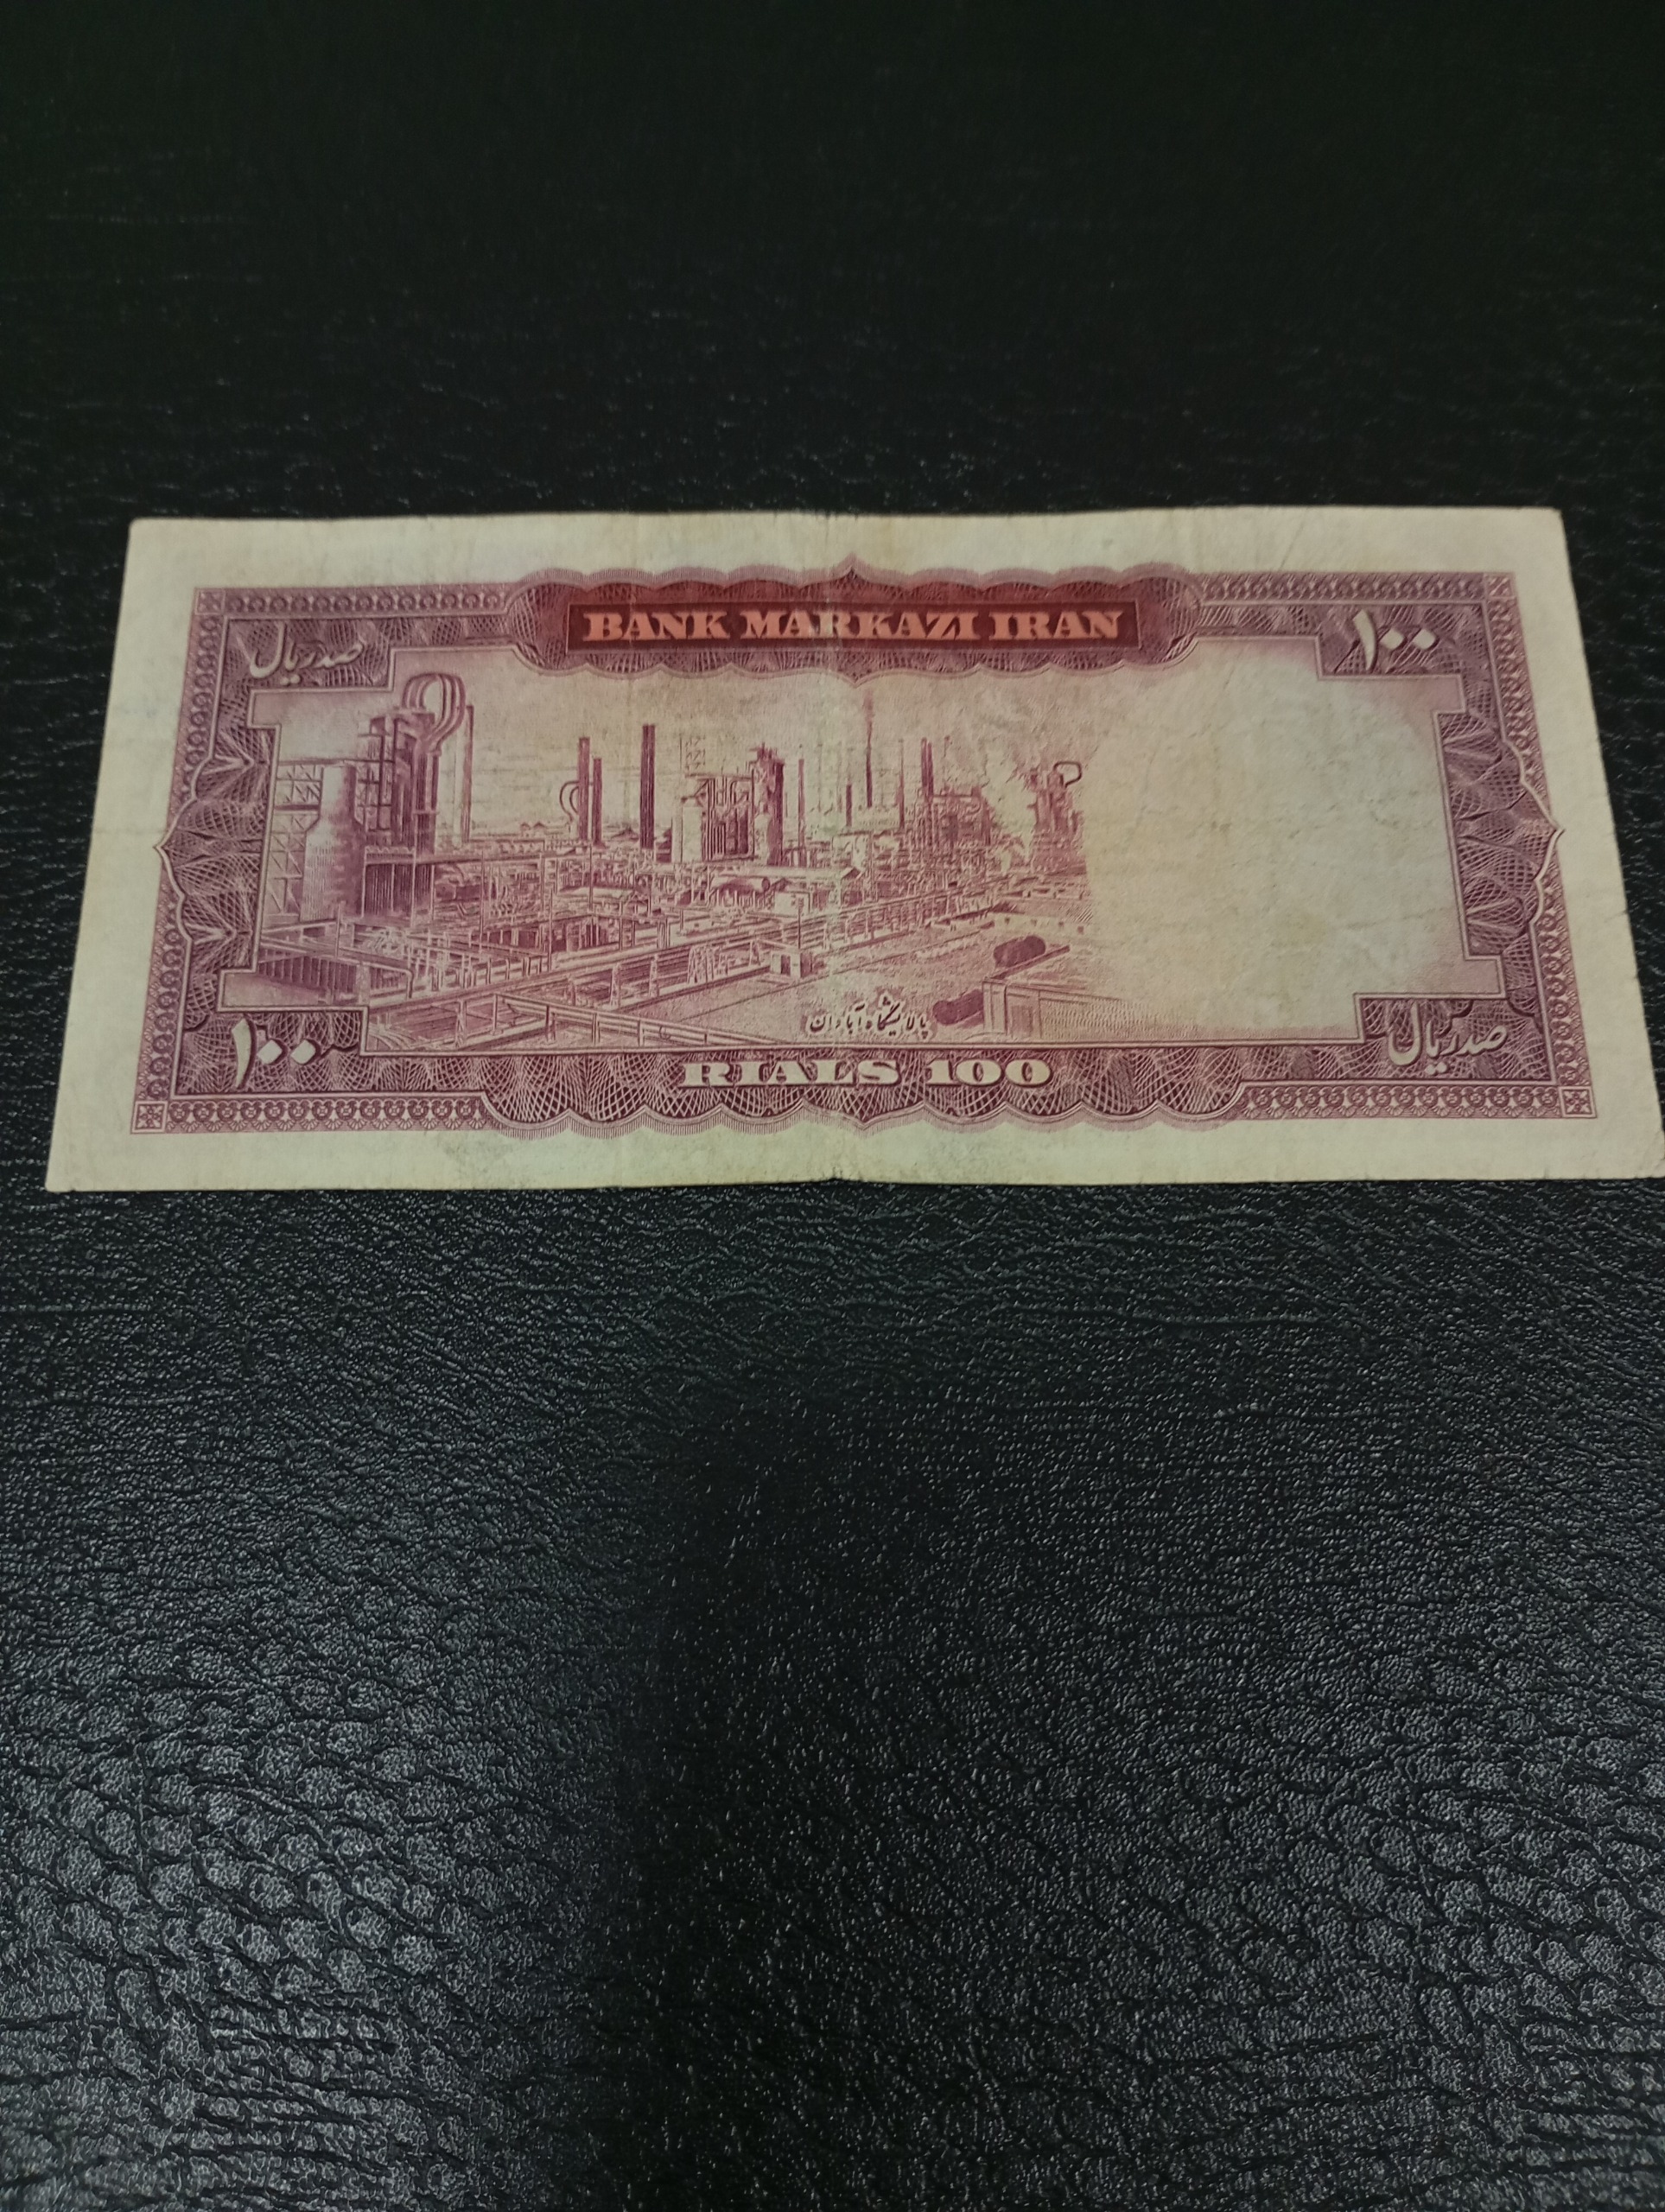 BANK MARKAZI IRAN
صد ریال
۱۰۰
پالایشگاه آبادان
۱۰۰
RIALS 100
صد ریال